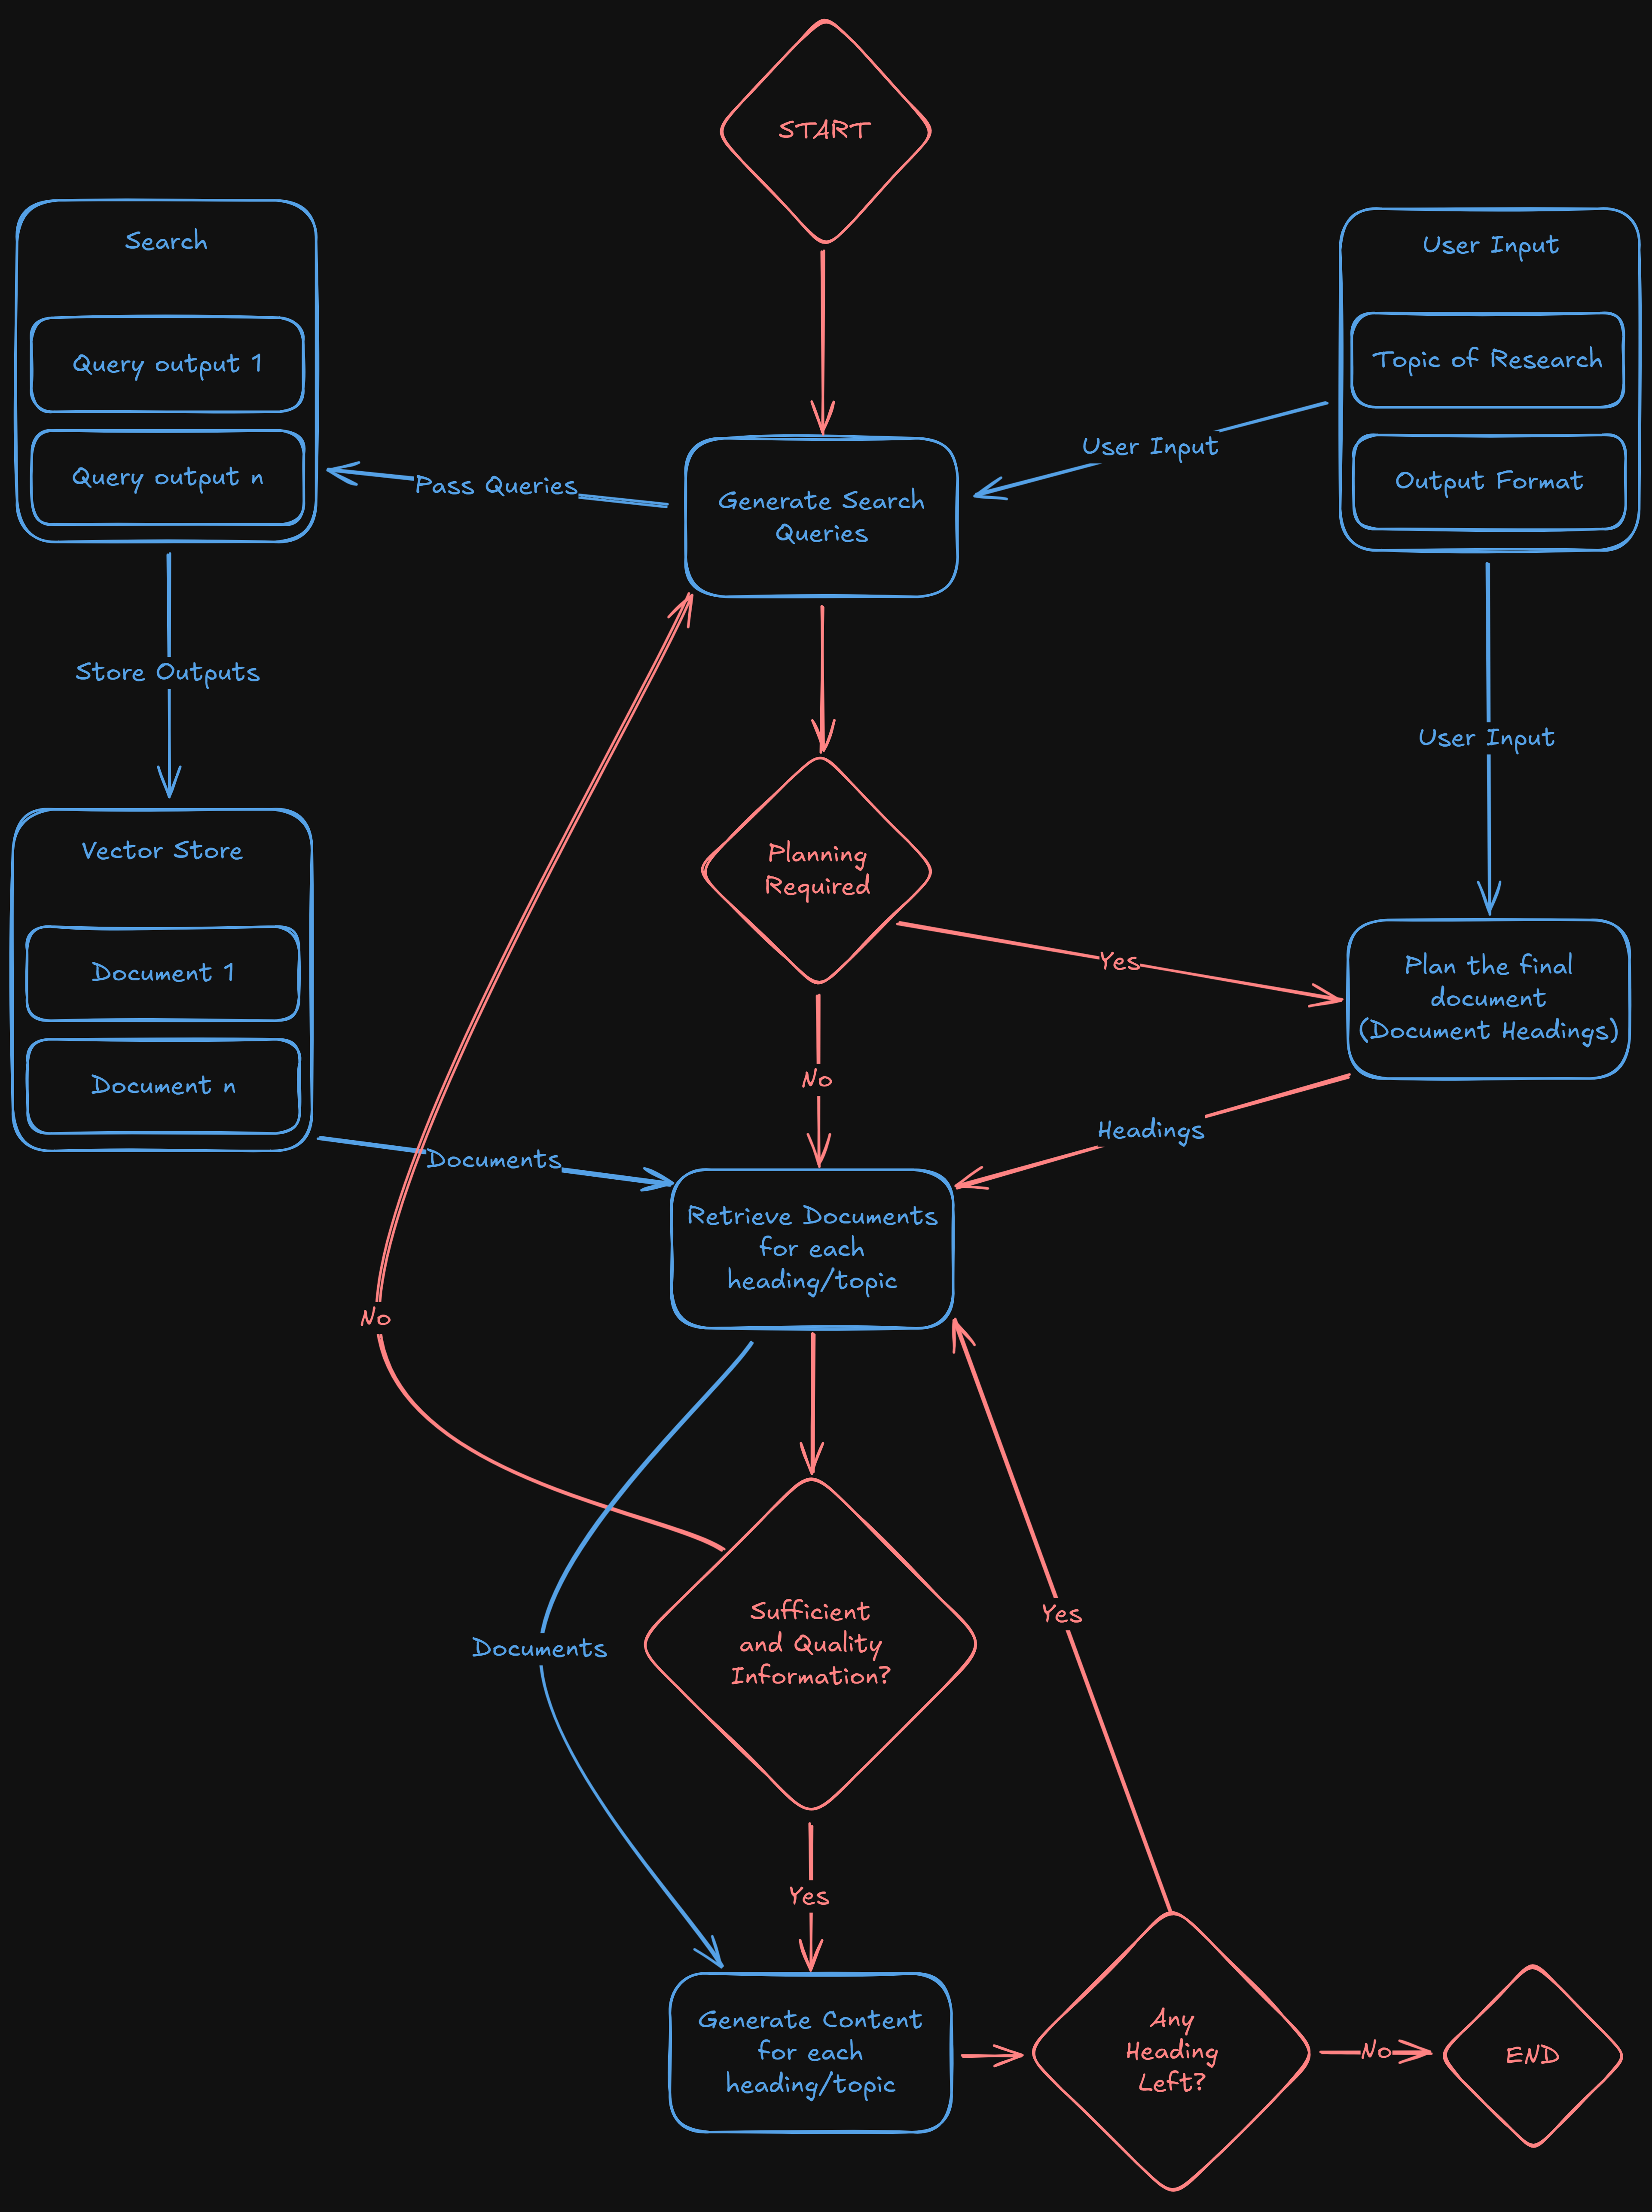 START
Search
Query output 1
Query output n
User Input
Topic of Research
Output Format
User Input
Pass Queries
Generate Search
Queries
Store Outputs
User Input
Vector Store
Document 1
Document n
Planning
Required
Yes
Plan the final
document
(Document Headings)
No
Headings
Documents
Retrieve Documents
for each
heading/topic
No
Sufficient
and Quality
Information?
Yes
Documents
Yes
Generate Content
for each
heading/topic
Any
Heading
Left?
No
END